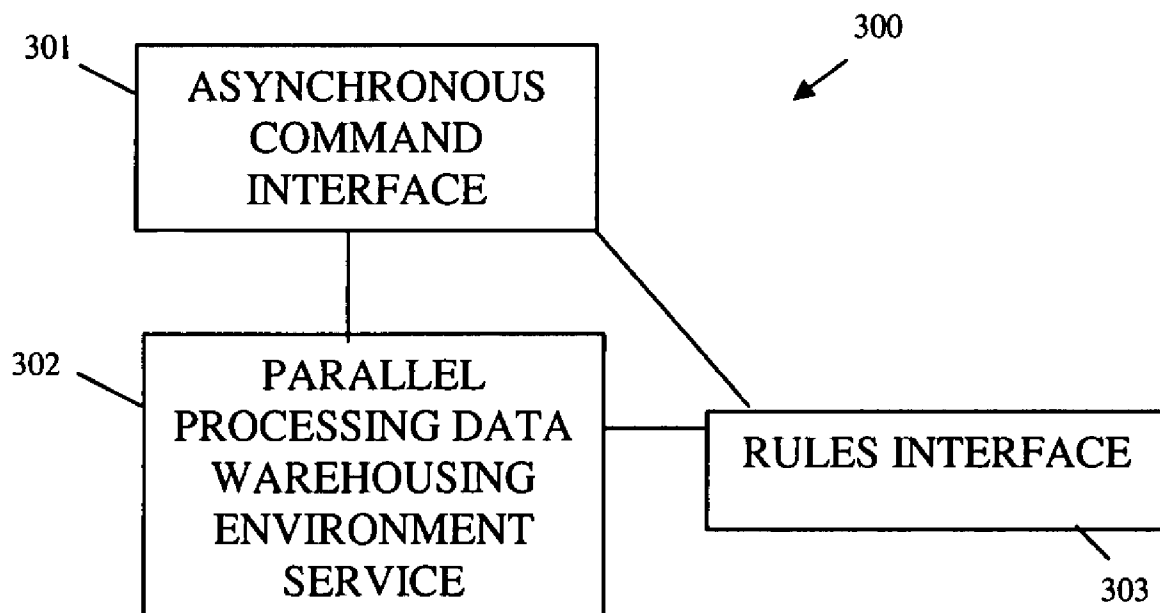 301
300
ASYNCHRONOUS
COMMAND
INTERFACE
302
PARALLEL
PROCESSING DATA
WAREHOUSING
ENVIRONMENT
SERVICE
RULES INTERFACE
303